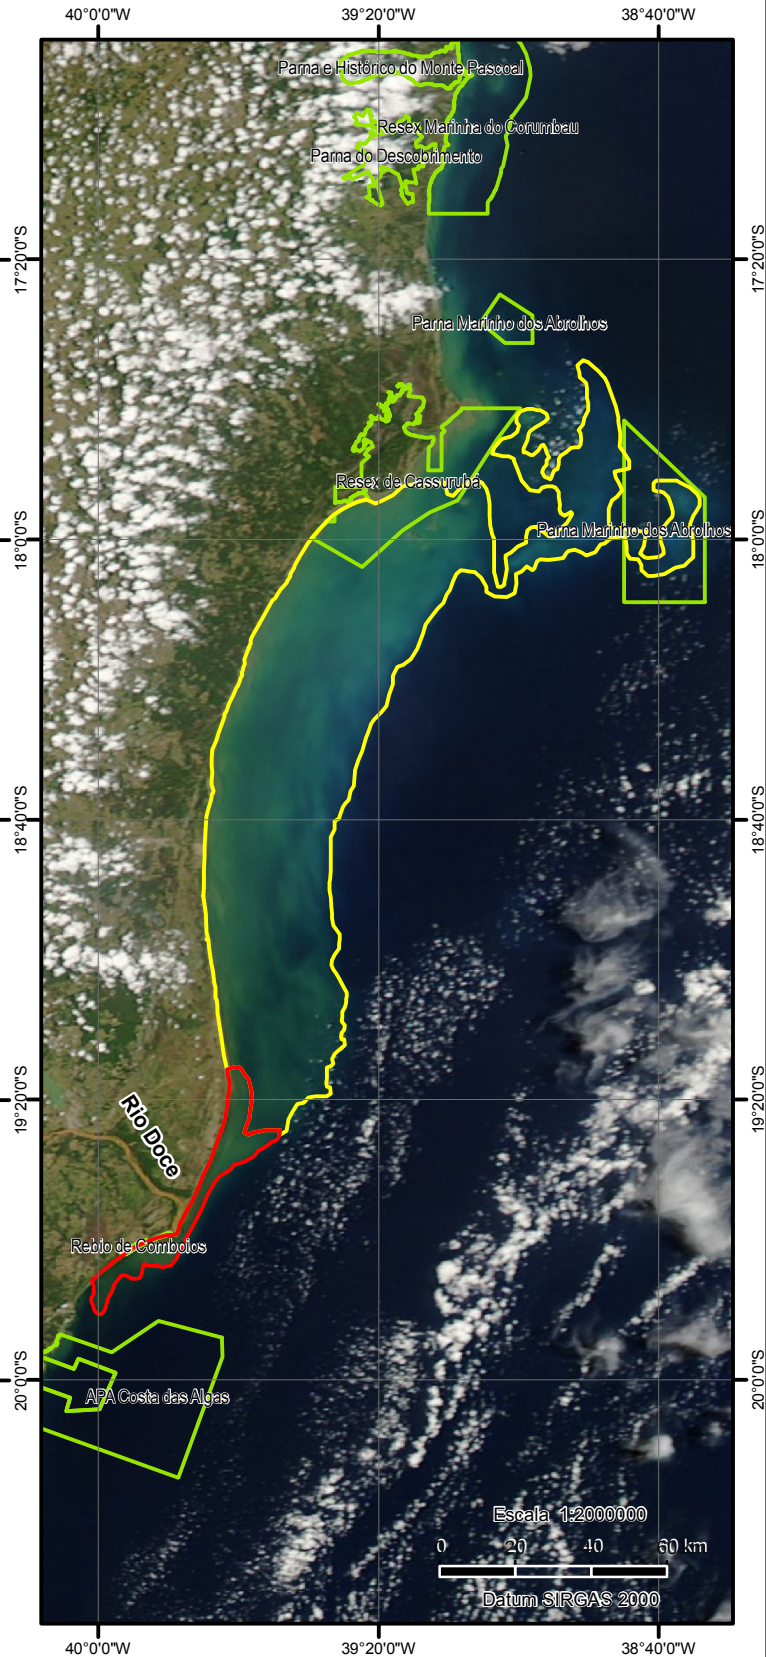 40°0'0"W
39°20'0"W
38°40'0"W
Parna e Histórico do Monte Pascoal
Resex Marinha do Corumbau
Parna do Descobrimento
17°20'0"S
17°20'0"S
Parna Marinho dos Abrolhos
Resex de Cassurubá
Parna Marinho dos Abrolhos
18°0'0"S
18°0'0"S
18°40'0"S
18°40'0"S
19°20'0"S
19°20'0"S
Rio Doce
Rebio de Comboios
20°0'0"S
20°0'0"S
APA Costa das Algas
Escala 1:2000000
0 20 40 60 km
Datum SIRGAS 2000
40°0'0"W
39°20'0"W
38°40'0"W